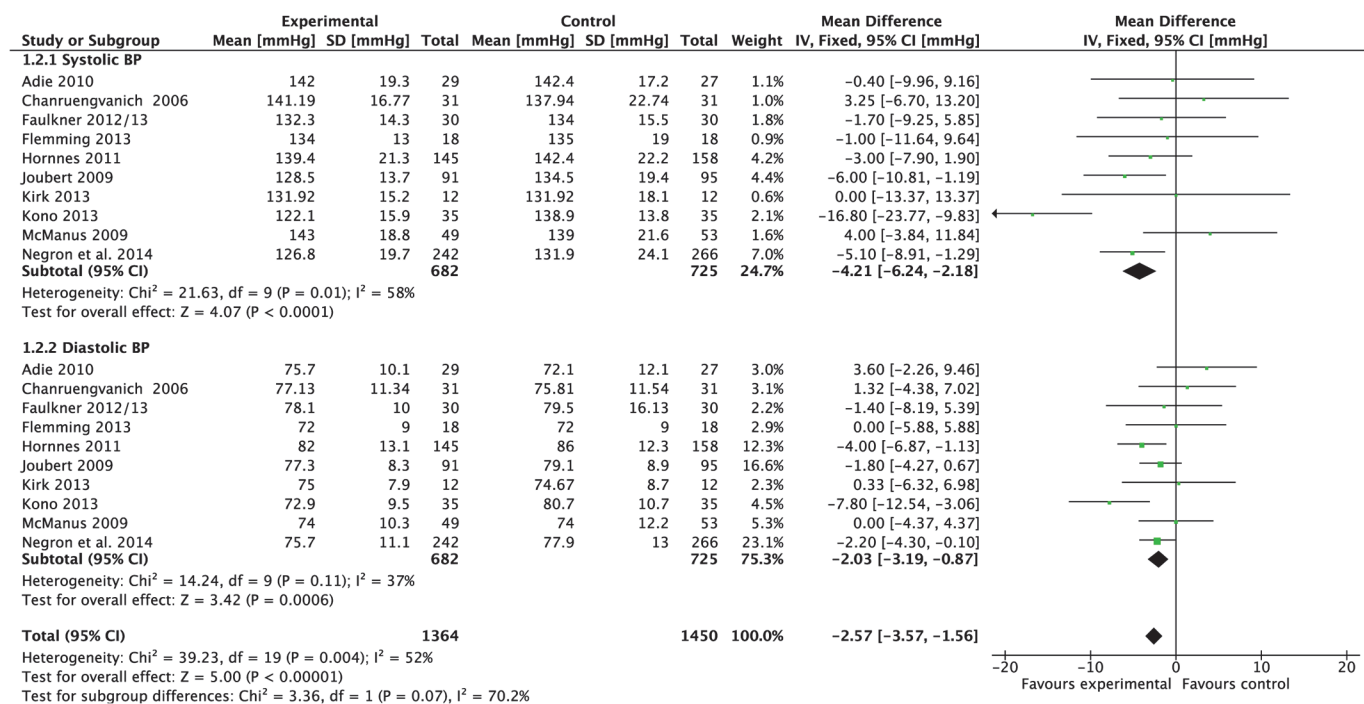 Experimental Control Mean Difference Mean Difference
Study or Subgroup Mean [mmHg] SD [mmHg] Total Mean [mmHg] SD [mmHg] Total Weight IV, Fixed, 95% CI [mmHg] IV, Fixed, 95% CI [mmHg]
1.2.1 Systolic BP
Adie 2010 142 19.3 29 142.4 17.2 27 1.1% −0.40 [−9.96, 9.16]
Chanruengvanich 2006 141.19 16.77 31 137.94 22.74 31 1.0% 3.25 [−6.70, 13.20]
Faulkner 2012/13 132.3 14.3 30 134 15.5 30 1.8% −1.70 [−9.25, 5.85]
Flemming 2013 134 13 18 135 19 18 0.9% −1.00 [−11.64, 9.64]
Hornnes 2011 139.4 21.3 145 142.4 22.2 158 4.2% −3.00 [−7.90, 1.90]
Joubert 2009 128.5 13.7 91 134.5 19.4 95 4.4% −6.00 [−10.81, −1.19]
Kirk 2013 131.92 15.2 12 131.92 18.1 12 0.6% 0.00 [−13.37, 13.37]
Kono 2013 122.1 15.9 35 138.9 13.8 35 2.1% −16.80 [−23.77, −9.83]
McManus 2009 143 18.8 49 139 21.6 53 1.6% 4.00 [−3.84, 11.84]
Negron et al. 2014 126.8 19.7 242 131.9 24.1 266 7.0% −5.10 [−8.91, −1.29]
Subtotal (95% CI) 682 725 24.7% −4.21 [−6.24, −2.18]
Heterogeneity: Chi² = 21.63, df = 9 (P = 0.01); I² = 58%
Test for overall effect: Z = 4.07 (P < 0.0001)
1.2.2 Diastolic BP
Adie 2010 75.7 10.1 29 72.1 12.1 27 3.0% 3.60 [−2.26, 9.46]
Chanruengvanich 2006 77.13 11.34 31 75.81 11.54 31 3.1% 1.32 [−4.38, 7.02]
Faulkner 2012/13 78.1 10 30 79.5 16.13 30 2.2% −1.40 [−8.19, 5.39]
Flemming 2013 72 9 18 72 9 18 2.9% 0.00 [−5.88, 5.88]
Hornnes 2011 82 13.1 145 86 12.3 158 12.3% −4.00 [−6.87, −1.13]
Joubert 2009 77.3 8.3 91 79.1 8.9 95 16.6% −1.80 [−4.27, 0.67]
Kirk 2013 75 7.9 12 74.67 8.7 12 2.3% 0.33 [−6.32, 6.98]
Kono 2013 72.9 9.5 35 80.7 10.7 35 4.5% −7.80 [−12.54, −3.06]
McManus 2009 74 10.3 49 74 12.2 53 5.3% 0.00 [−4.37, 4.37]
Negron et al. 2014 75.7 11.1 242 77.9 13 266 23.1% −2.20 [−4.30, −0.10]
Subtotal (95% CI) 682 725 75.3% −2.03 [−3.19, −0.87]
Heterogeneity: Chi² = 14.24, df = 9 (P = 0.11); I² = 37%
Test for overall effect: Z = 3.42 (P = 0.0006)
Total (95% CI) 1364 1450 100.0% −2.57 [−3.57, −1.56]
Heterogeneity: Chi² = 39.23, df = 19 (P = 0.004); I² = 52%
Test for overall effect: Z = 5.00 (P < 0.00001)
Test for subgroup differences: Chi² = 3.36, df = 1 (P = 0.07), I² = 70.2%
−20 −10 0 10 20
Favours experimental Favours control